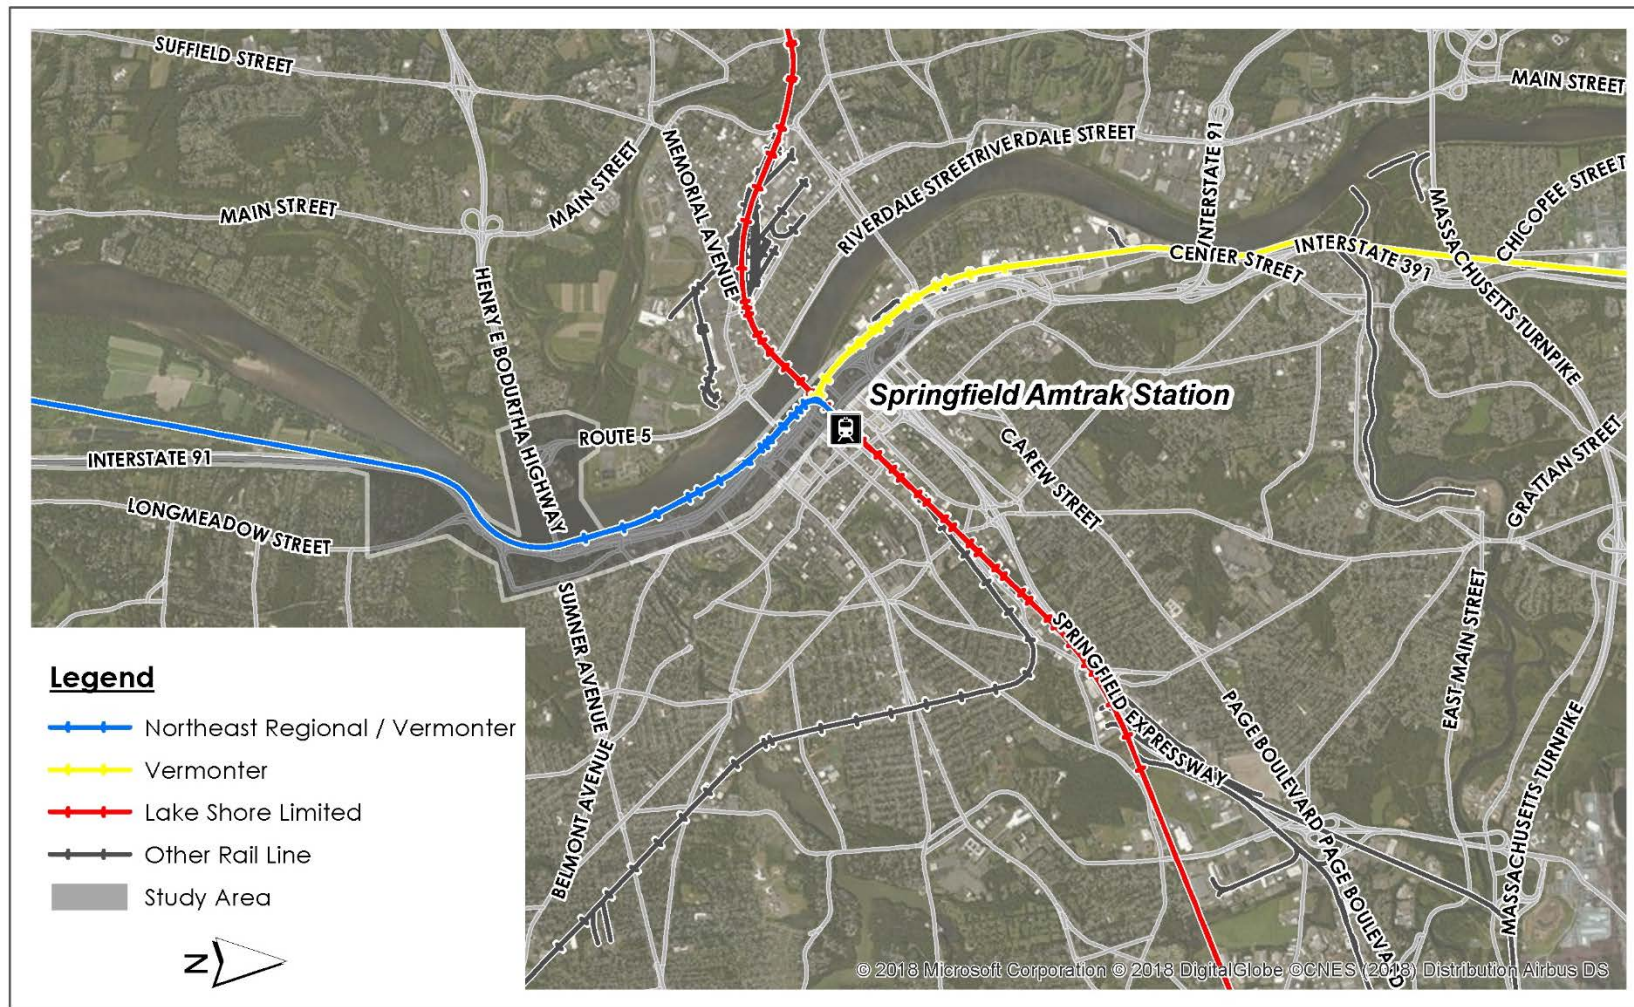 SUFFIELD STREET
MAIN STREET
RIVERDALE STREET
RIVERDALE STREET
INTERSTATE 91
MEMORIAL AVENUE
MAIN STREET
MAIN STREET
CHICOPEE STREET
MASSACHUSETTS TURNPIKE
CENTER STREET
INTERSTATE 391
HENRY E BODURTHA HIGHWAY
Springfield Amtrak Station
ROUTE 5
INTERSTATE 91
LONGMEADOW STREET
CAREW STREET
GRATTAN STREET
SUMNER AVENUE
EAST MAIN STREET
SPRINGFIELD EXPRESSWAY
PAGE BOULEVARD
PAGE BOULEVARD
MASSACHUSETTS TURNPIKE
BELMONT AVENUE
Legend
Northeast Regional / Vermonter
Vermonter
Lake Shore Limited
Other Rail Line
Study Area
N
© 2018 Microsoft Corporation © 2018 DigitalGlobe ©CNES (2018) Distribution Airbus DS